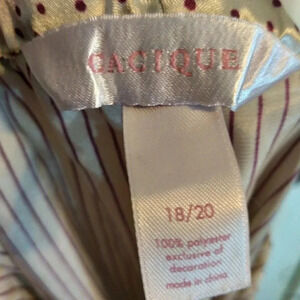 CACIQUE
18/20
100% polyester
exclusive of
decoration
made in china